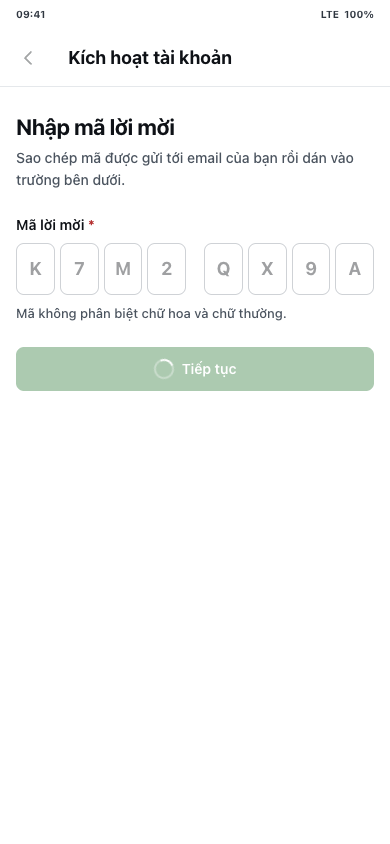 09:41 LTE 100%
Kích hoạt tài khoản
Nhập mã lời mời
Sao chép mã được gửi tới email của bạn rồi dán vào
trường bên dưới.
Mã lời mời *
K 7 M 2 Q X 9 A
Mã không phân biệt chữ hoa và chữ thường.
Tiếp tục